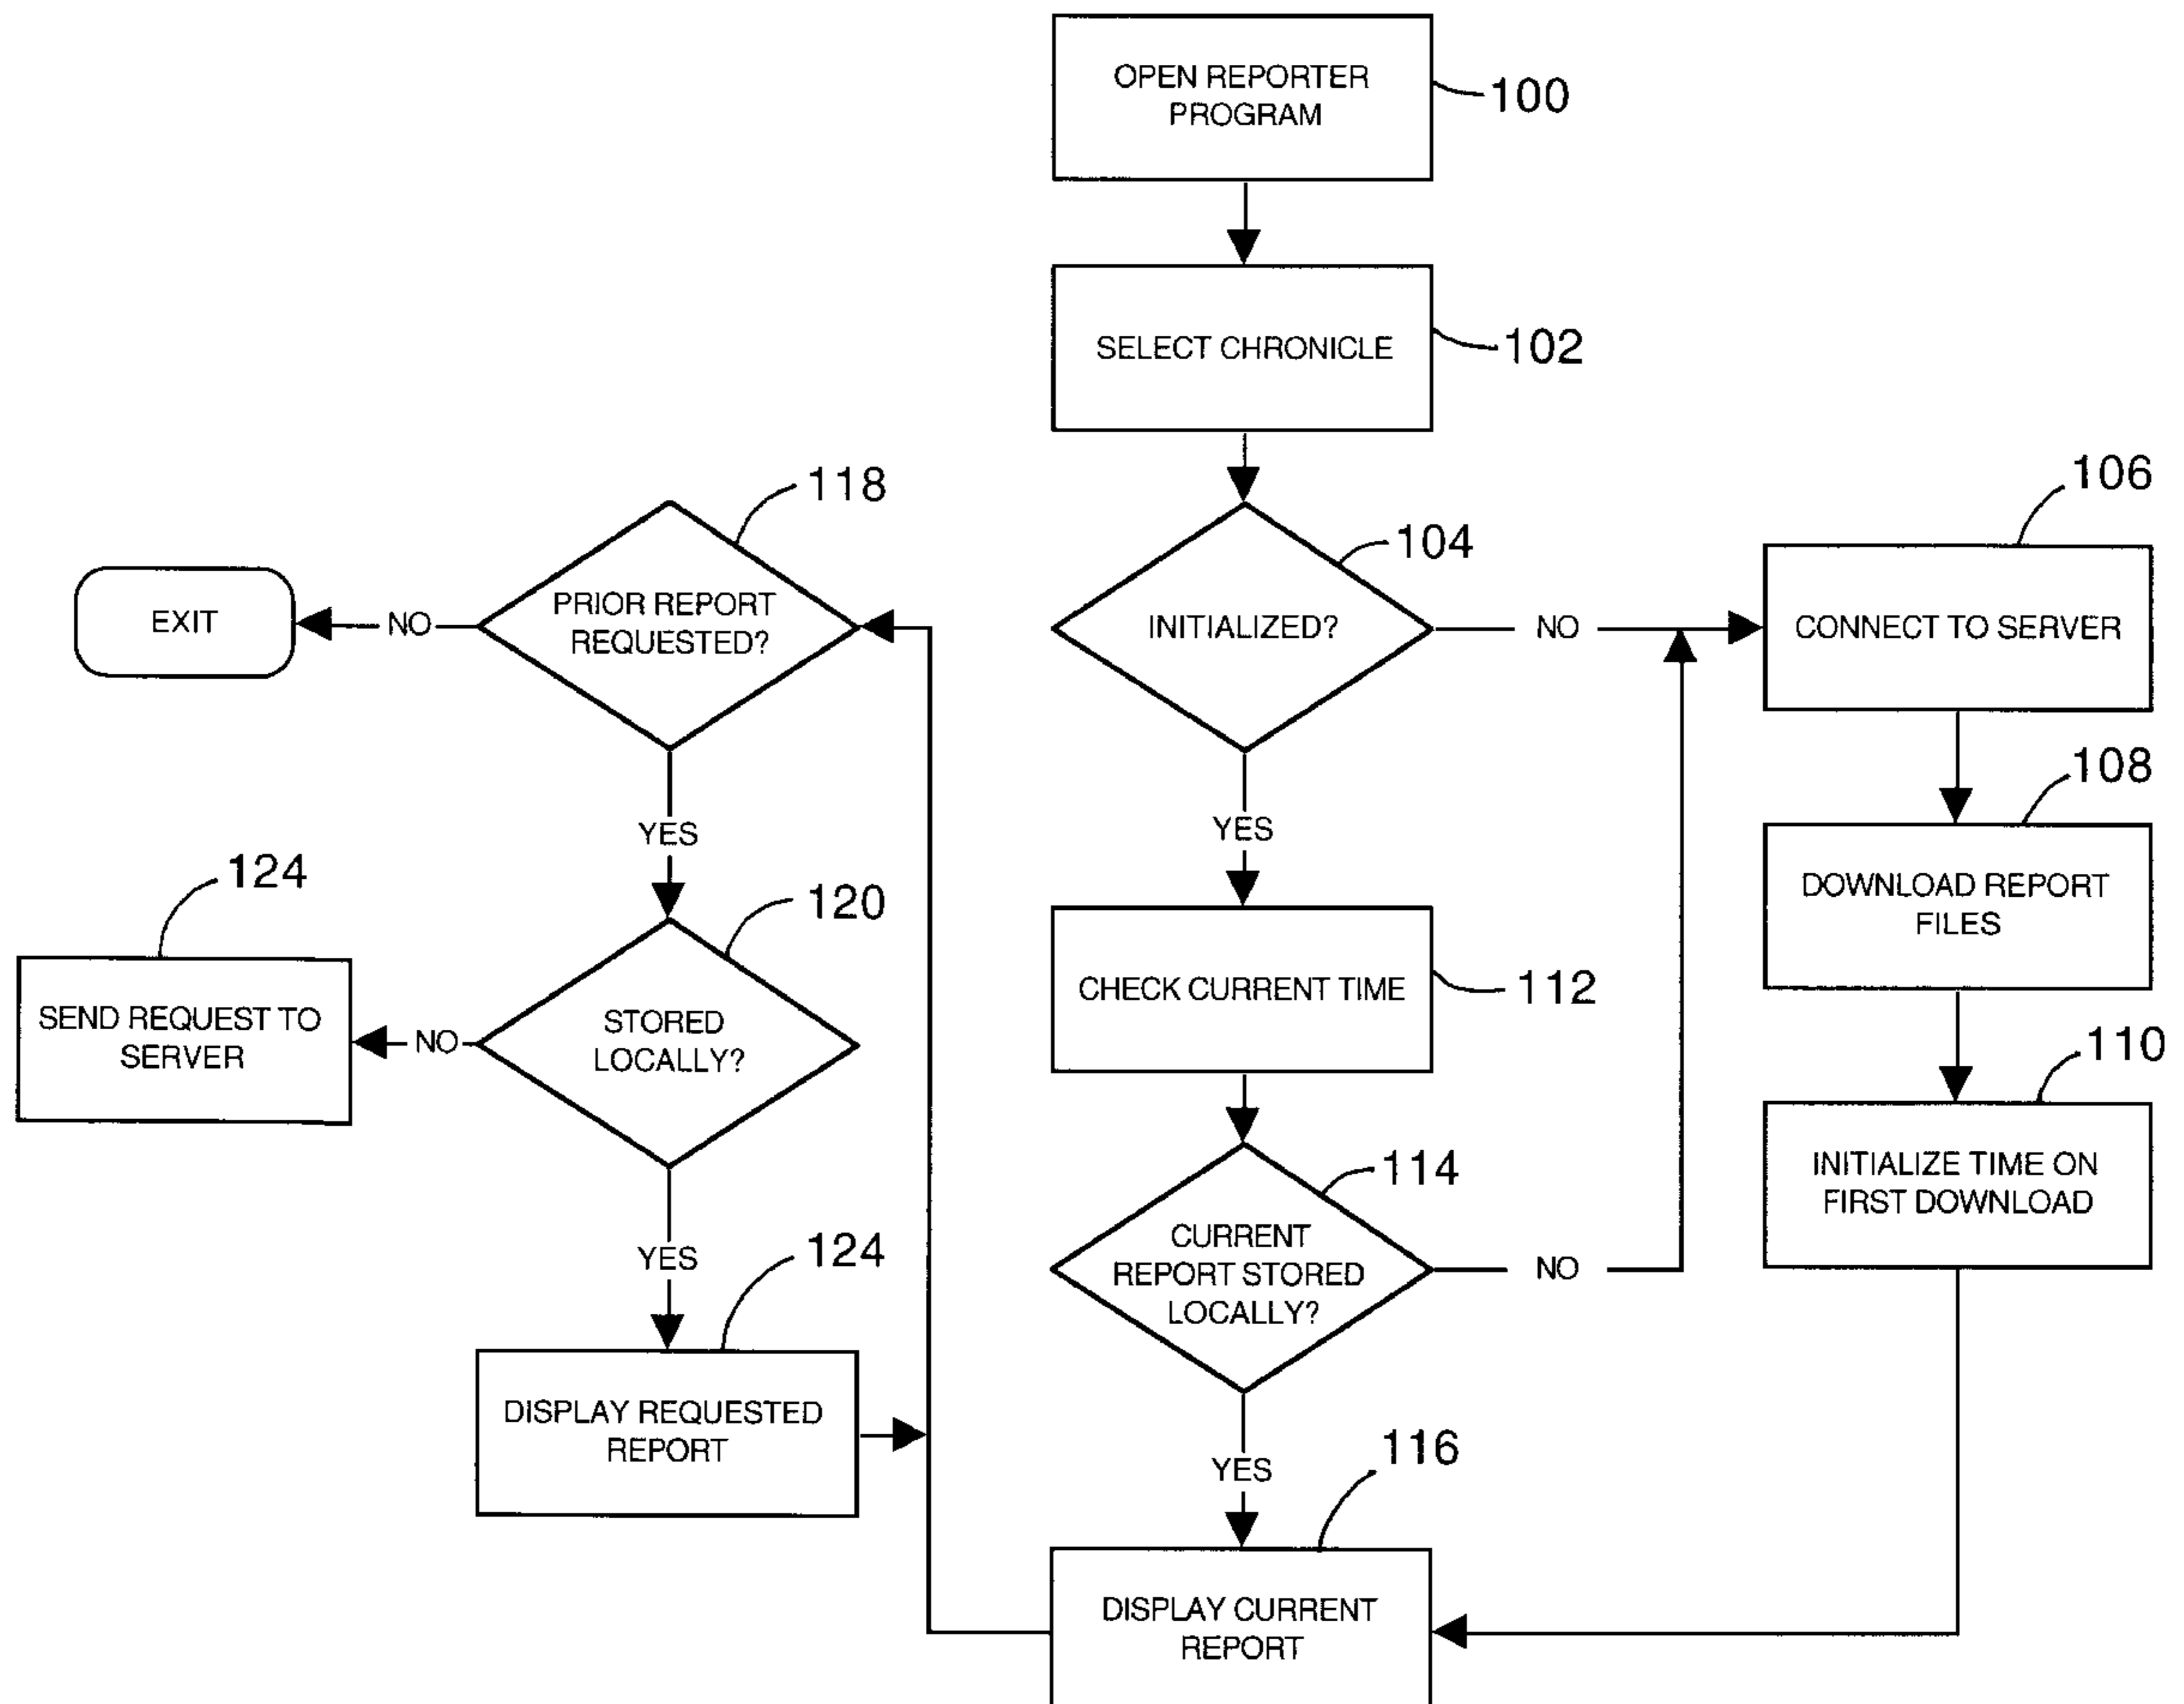 OPEN REPORTER
PROGRAM
100
SELECT CHRONICLE
102
118
104
106
EXIT
NO
PRIOR REPORT
REQUESTED?
INITIALIZED?
NO
CONNECT TO SERVER
108
YES
YES
124
120
DOWNLOAD REPORT
FILES
SEND REQUEST TO
SERVER
NO
STORED
LOCALLY?
CHECK CURRENT TIME
112
110
114
INITIALIZE TIME ON
FIRST DOWNLOAD
YES
124
CURRENT
REPORT STORED
LOCALLY?
NO
DISPLAY REQUESTED
REPORT
YES
116
DISPLAY CURRENT
REPORT